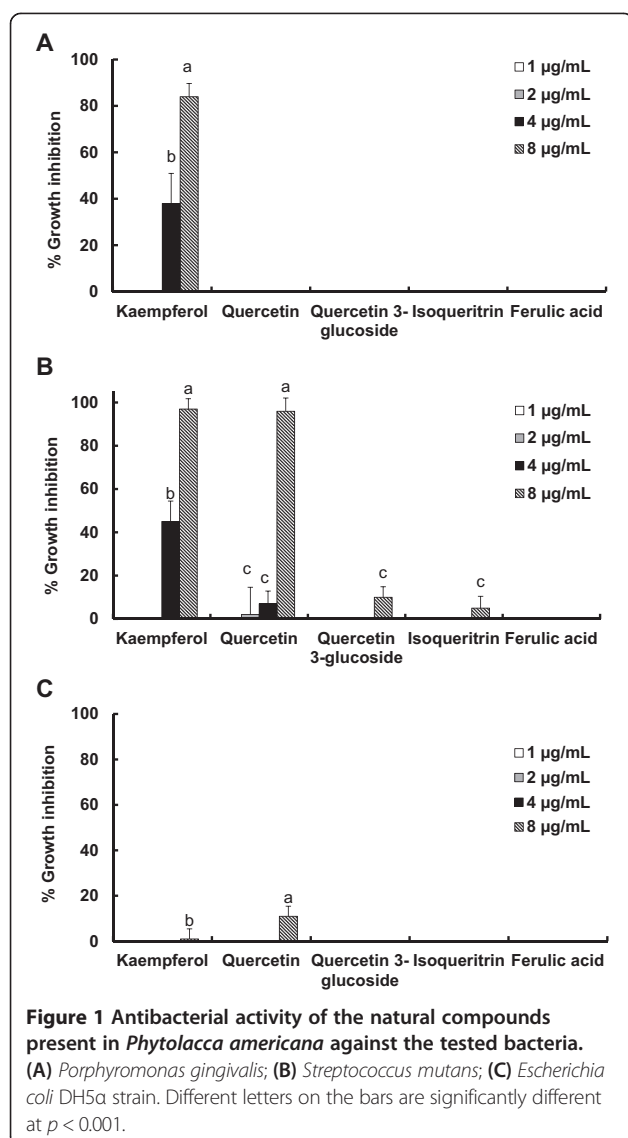 A
100
80
60
40
20
0
% Growth inhibition
a
b
1 µg/mL
2 µg/mL
4 µg/mL
8 µg/mL
Kaempferol Quercetin Quercetin 3- Isoqueritrin Ferulic acid
glucoside
B
100
80
60
40
20
0
% Growth inhibition
a
b
c c
a
c
c
1 µg/mL
2 µg/mL
4 µg/mL
8 µg/mL
Kaempferol Quercetin Quercetin Isoqueritrin Ferulic acid
3-glucoside
C
100
80
60
40
20
0
% Growth inhibition
b
a
1 µg/mL
2 µg/mL
4 µg/mL
8 µg/mL
Kaempferol Quercetin Quercetin 3- Isoqueritrin Ferulic acid
glucoside
Figure 1 Antibacterial activity of the natural compounds
present in Phytolacca americana against the tested bacteria.
(A) Porphyromonas gingivalis; (B) Streptococcus mutans; (C) Escherichia
coli DH5α strain. Different letters on the bars are significantly different
at p < 0.001.